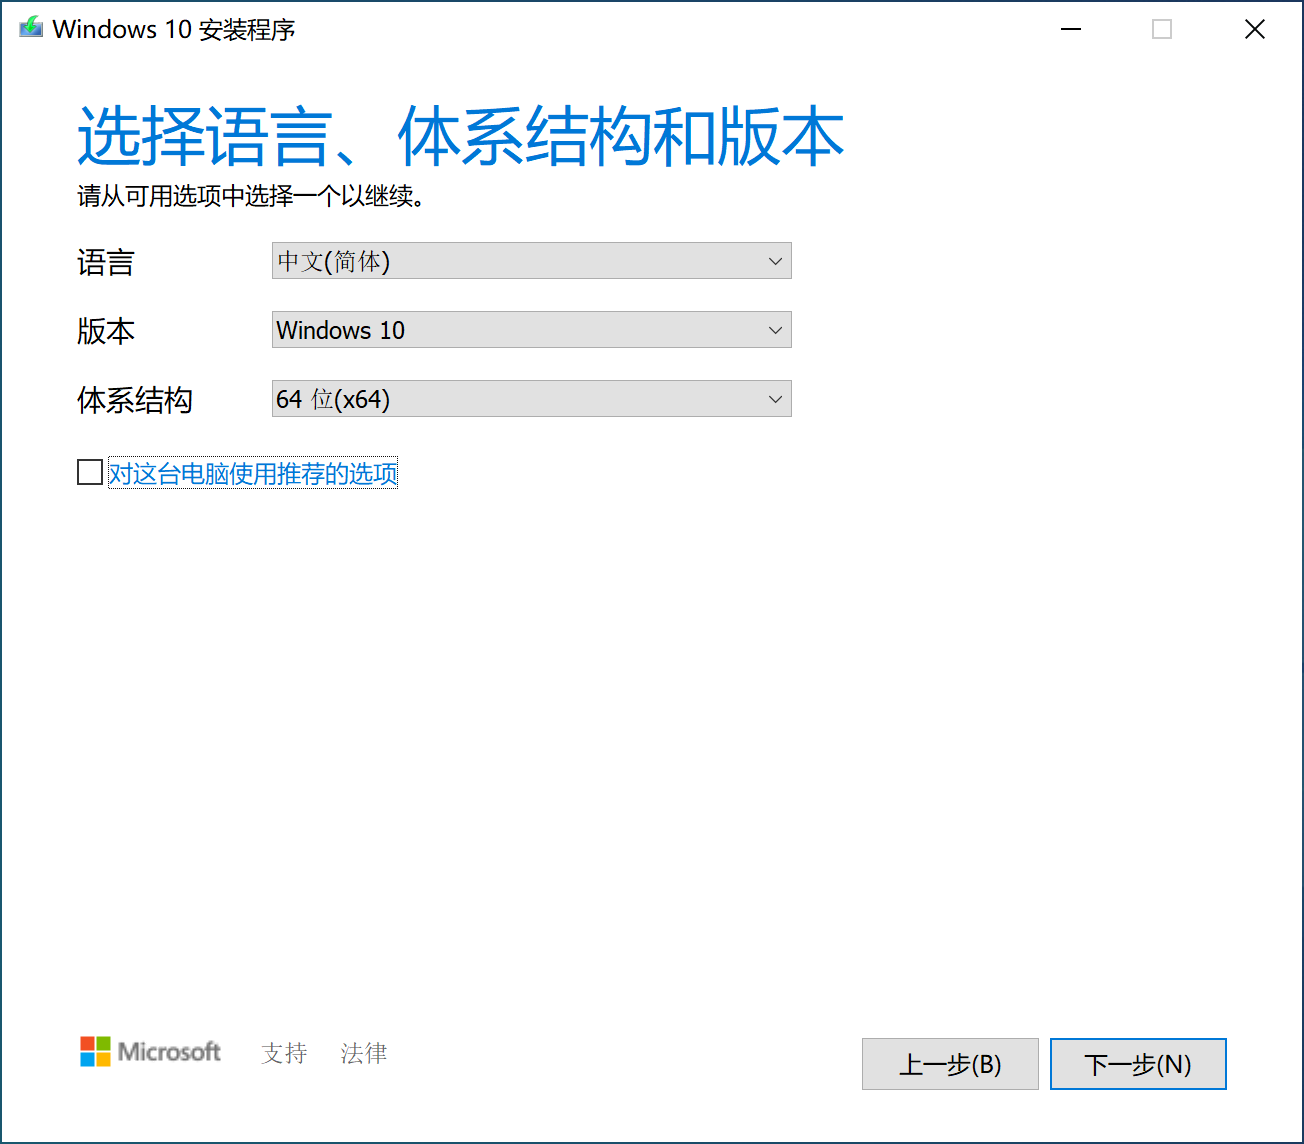 Windows 10 安装程序
选择语言、体系结构和版本
请从可用选项中选择一个以继续。
语言 中文(简体)
版本 Windows 10
体系结构 64 位(x64)
对这台电脑使用推荐的选项
Microsoft 支持 法律 上一步(B) 下一步(N)